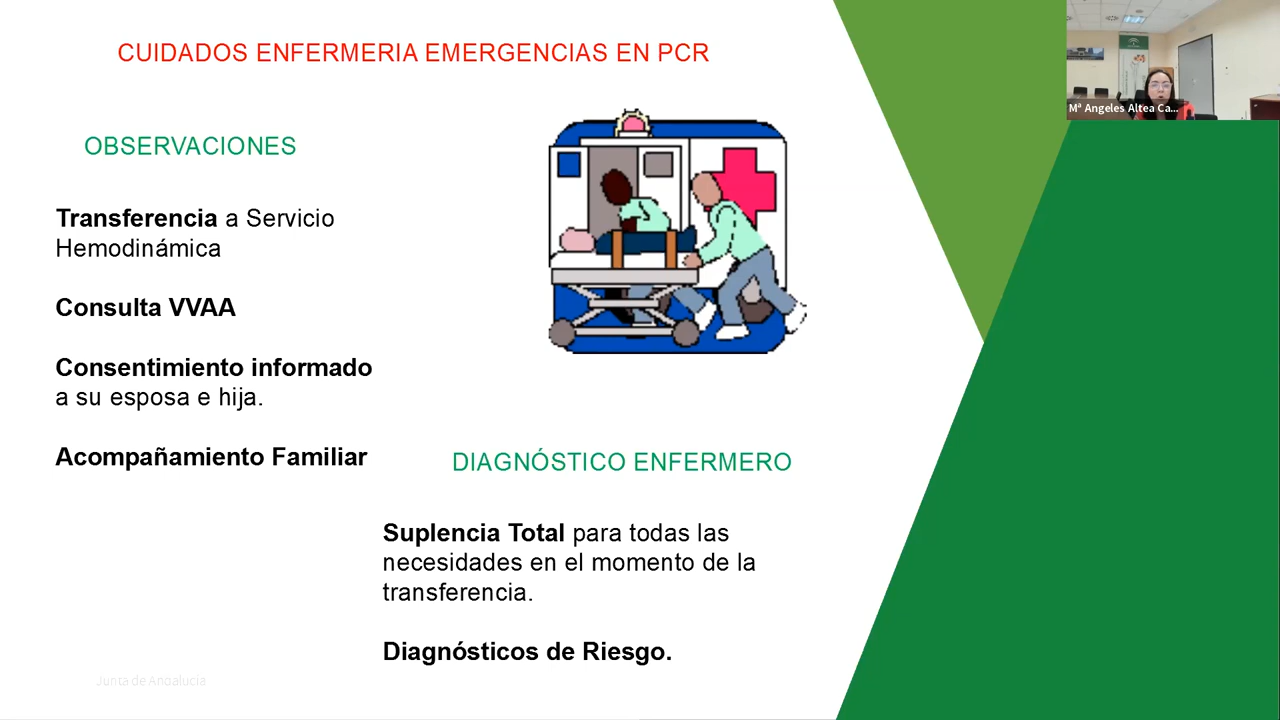 CUIDADOS ENFERMERIA EMERGENCIAS EN PCR
OBSERVACIONES
Transferencia a Servicio
Hemodinámica
Consulta VVAA
Consentimiento informado
a su esposa e hija.
Acompañamiento Familiar
DIAGNÓSTICO ENFERMERO
Suplencia Total para todas las
necesidades en el momento de la
transferencia.
Diagnósticos de Riesgo.
Junta de Andalucía
Mª Angeles Altea Ca...